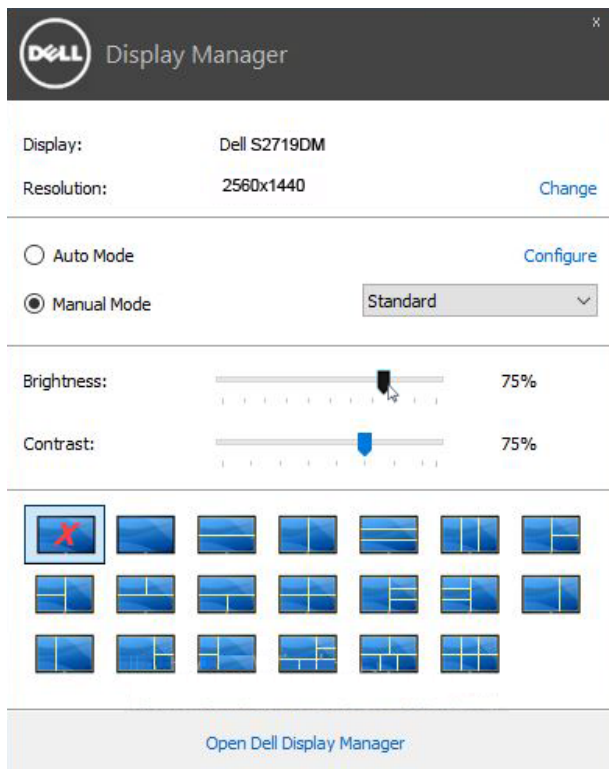 x
DELL Display Manager
Display: Dell S2719DM
Resolution: 2560x1440 Change
Auto Mode Configure
Manual Mode Standard
Brightness: 75%
Contrast: 75%
X
Open Dell Display Manager